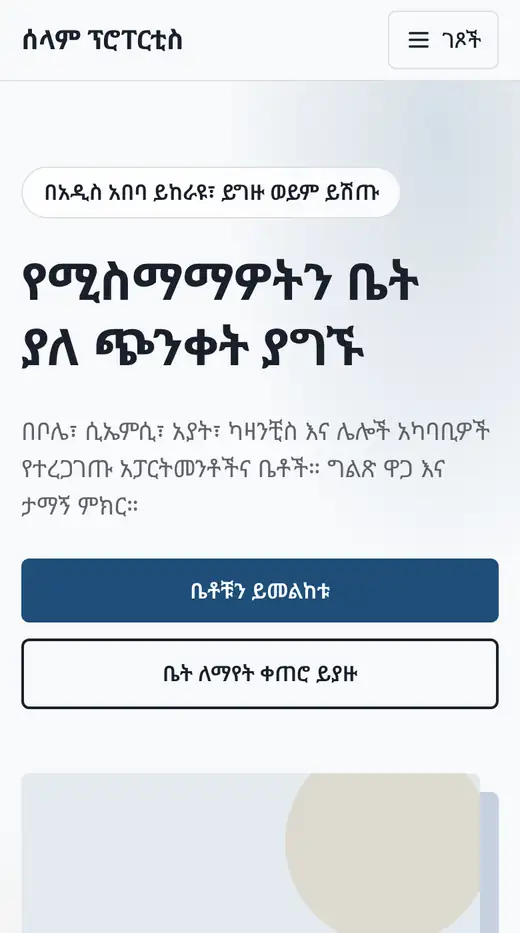 ሰላም ፕሮፐርቲስ
ገጾች
በአዲስ አበባ ይከራዩ፣ ይግዙ ወይም ይሽጡ
የሚስማማዎትን ቤት
ያለ ጭንቀት ያግኙ
በቦሌ፣ ሲኤምሲ፣ አያት፣ ካዛንቺስ እና ሌሎች አካባቢዎች
የተረጋገጡ አፓርትመንቶችና ቤቶች። ግልጽ ዋጋ እና
ታማኝ ምክር።
ቤቶቹን ይመልከቱ
ቤት ለማየት ቀጠሮ ይያዙ